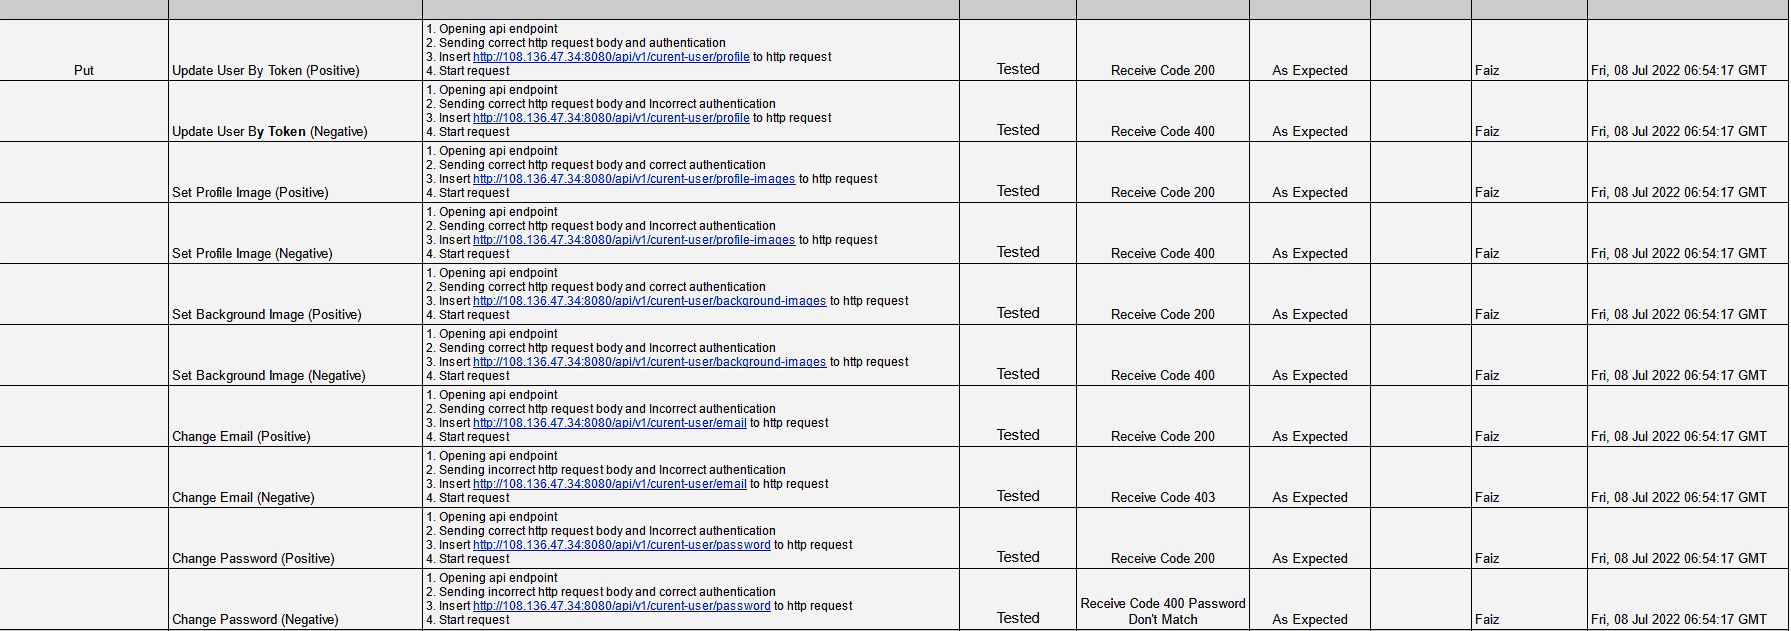 1. Opening api endpoint
2. Sending correct http request body and authentication
3. Insert http://108.136.47.34:8080/api/v1/curent-user/profile to http request
4. Start request
Put
Update User By Token (Positive)
Tested
Receive Code 200
As Expected
Faiz
Fri, 08 Jul 2022 06:54:17 GMT
1. Opening api endpoint
2. Sending correct http request body and Incorrect authentication
3. Insert http://108.136.47.34:8080/api/v1/curent-user/profile to http request
4. Start request
Update User By Token (Negative)
Tested
Receive Code 400
As Expected
Faiz
Fri, 08 Jul 2022 06:54:17 GMT
1. Opening api endpoint
2. Sending correct http request body and correct authentication
3. Insert http://108.136.47.34:8080/api/v1/curent-user/profile-images to http request
4. Start request
Set Profile Image (Positive)
Tested
Receive Code 200
As Expected
Faiz
Fri, 08 Jul 2022 06:54:17 GMT
1. Opening api endpoint
2. Sending correct http request body and Incorrect authentication
3. Insert http://108.136.47.34:8080/api/v1/curent-user/profile-images to http request
4. Start request
Set Profile Image (Negative)
Tested
Receive Code 400
As Expected
Faiz
Fri, 08 Jul 2022 06:54:17 GMT
1. Opening api endpoint
2. Sending correct http request body and correct authentication
3. Insert http://108.136.47.34:8080/api/v1/curent-user/background-images to http request
4. Start request
Set Background Image (Positive)
Tested
Receive Code 200
As Expected
Faiz
Fri, 08 Jul 2022 06:54:17 GMT
1. Opening api endpoint
2. Sending correct http request body and Incorrect authentication
3. Insert http://108.136.47.34:8080/api/v1/curent-user/background-images to http request
4. Start request
Set Background Image (Negative)
Tested
Receive Code 400
As Expected
Faiz
Fri, 08 Jul 2022 06:54:17 GMT
1. Opening api endpoint
2. Sending correct http request body and Incorrect authentication
3. Insert http://108.136.47.34:8080/api/v1/curent-user/email to http request
4. Start request
Change Email (Positive)
Tested
Receive Code 200
As Expected
Faiz
Fri, 08 Jul 2022 06:54:17 GMT
1. Opening api endpoint
2. Sending incorrect http request body and Incorrect authentication
3. Insert http://108.136.47.34:8080/api/v1/curent-user/email to http request
4. Start request
Change Email (Negative)
Tested
Receive Code 403
As Expected
Faiz
Fri, 08 Jul 2022 06:54:17 GMT
1. Opening api endpoint
2. Sending correct http request body and Incorrect authentication
3. Insert http://108.136.47.34:8080/api/v1/curent-user/password to http request
4. Start request
Change Password (Positive)
Tested
Receive Code 200
As Expected
Faiz
Fri, 08 Jul 2022 06:54:17 GMT
1. Opening api endpoint
2. Sending incorrect http request body and correct authentication
3. Insert http://108.136.47.34:8080/api/v1/curent-user/password to http request
4. Start request
Change Password (Negative)
Tested
Receive Code 400 Password
Don't Match
As Expected
Faiz
Fri, 08 Jul 2022 06:54:17 GMT